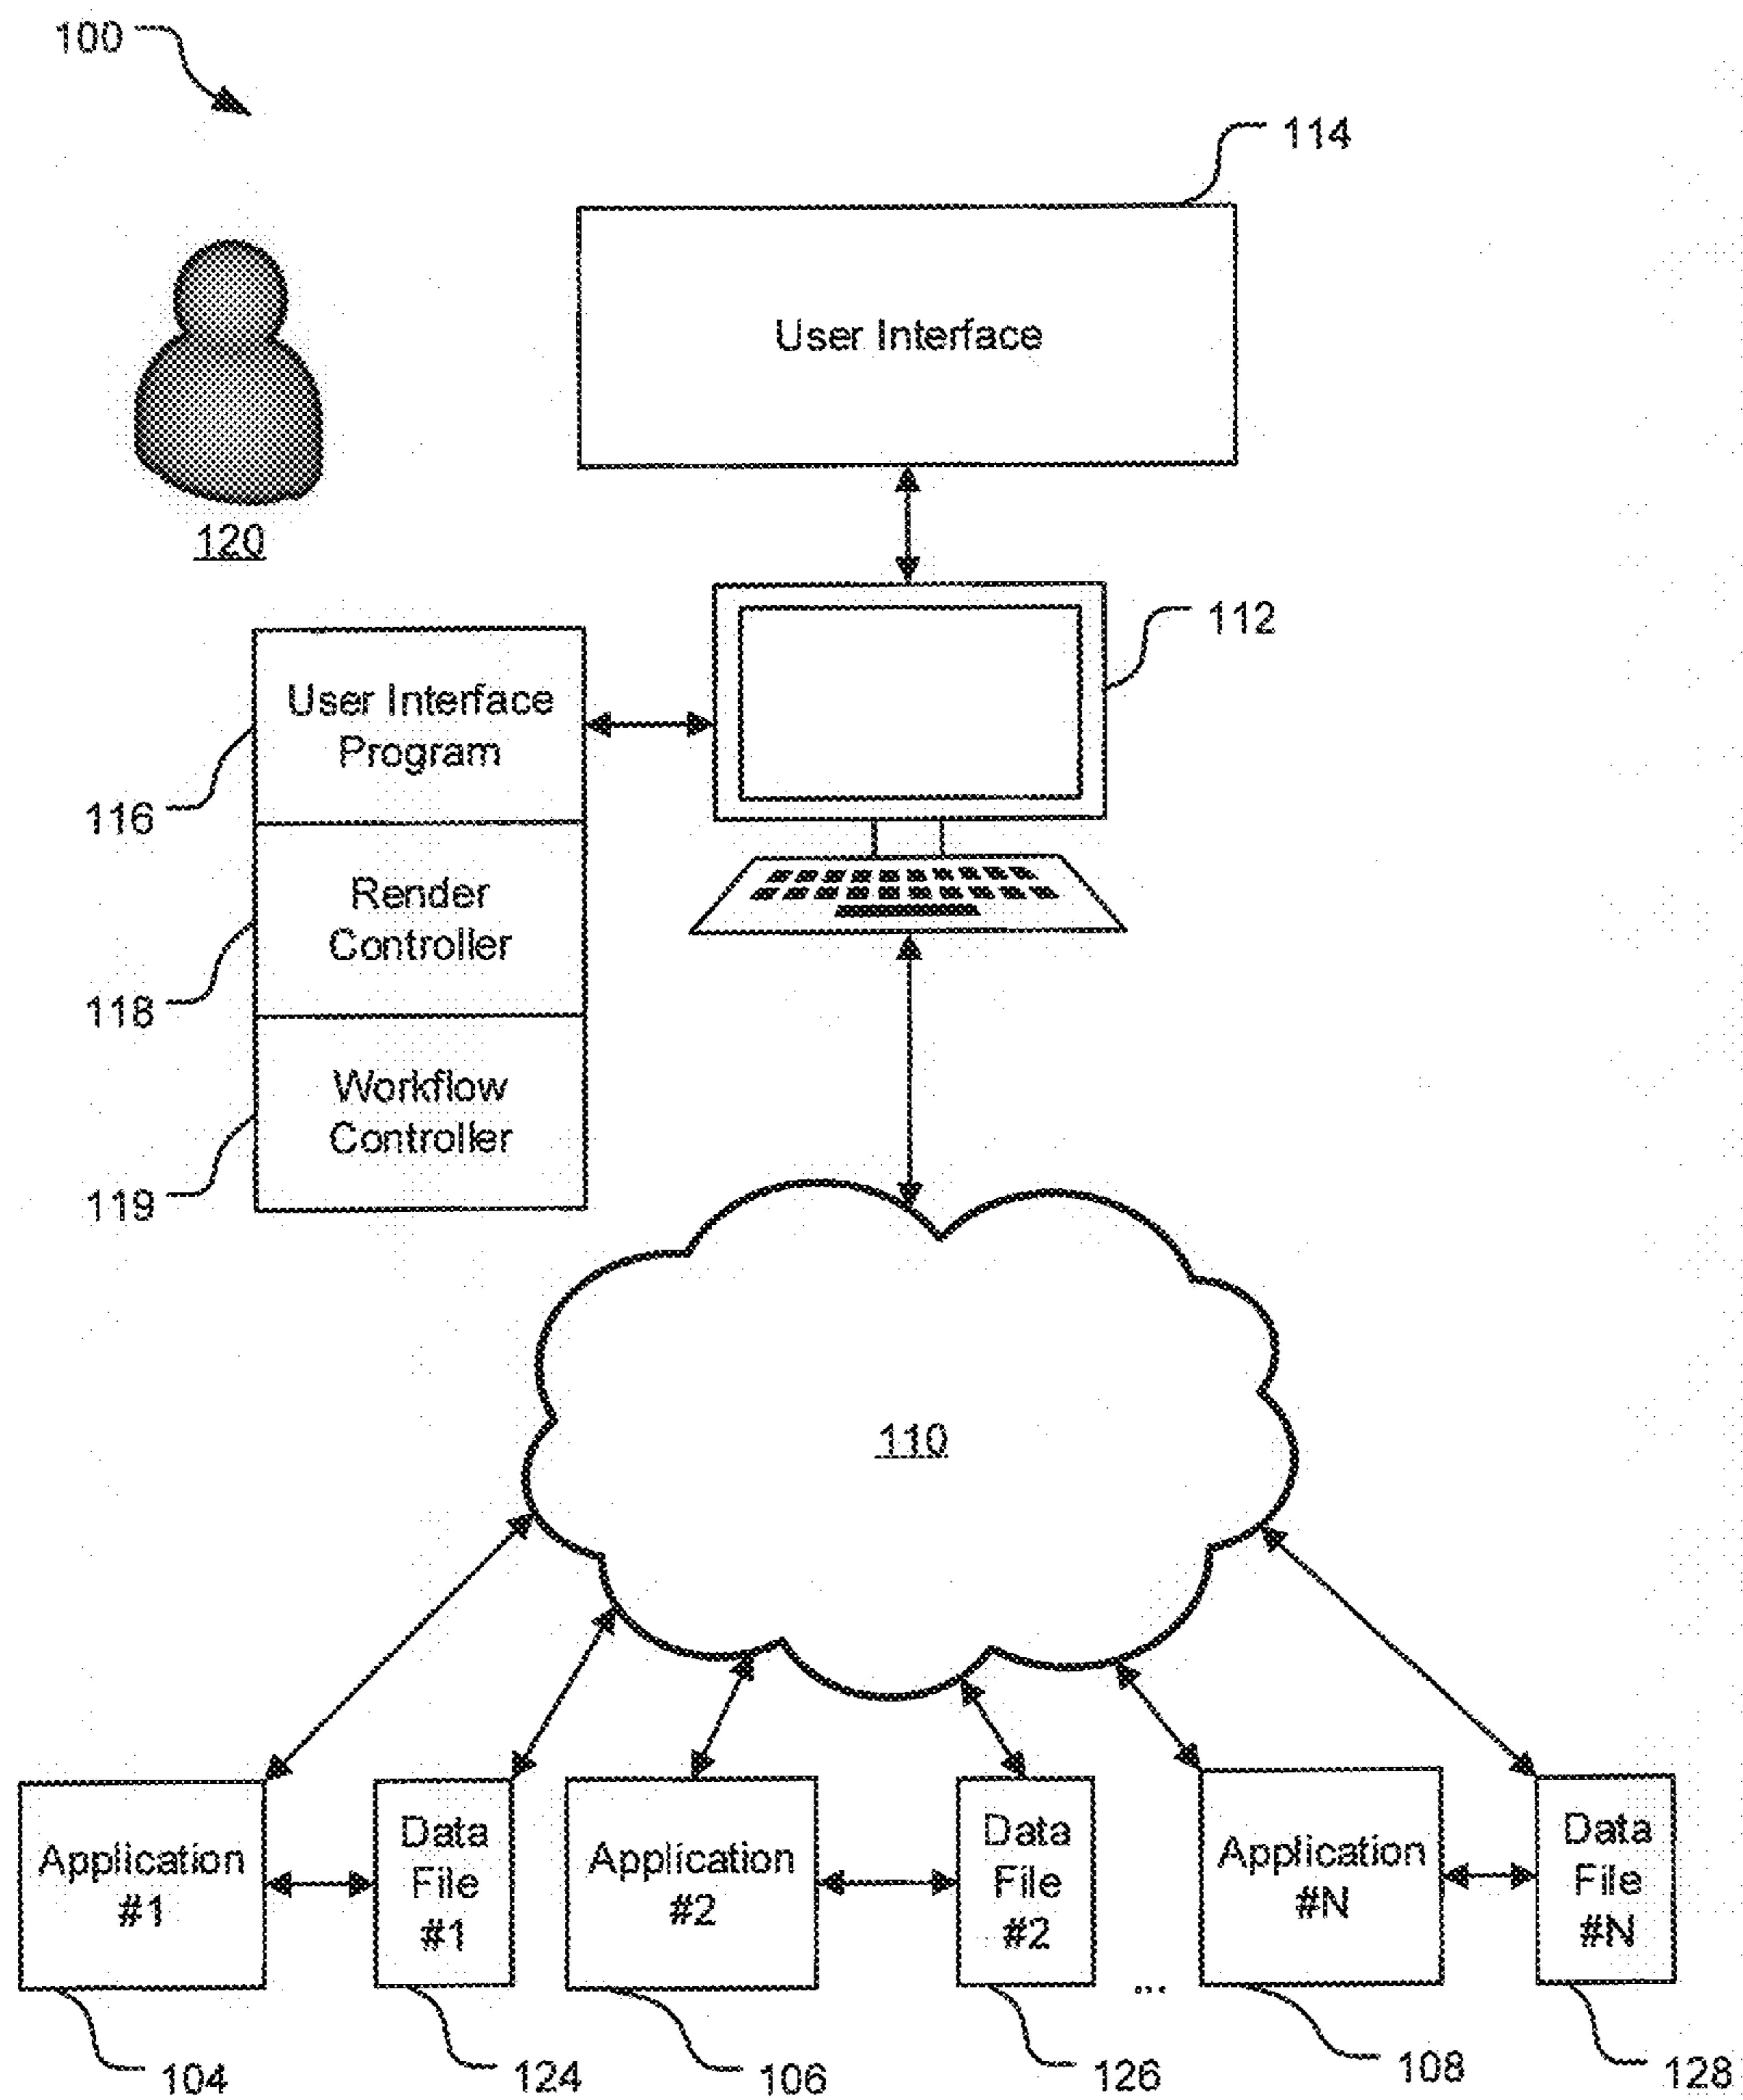 100
114
User Interface
120
112
User Interface
Program
116
Render
Controller
118
Workflow
Controller
119
110
Application
#1
Data
File
#1
Application
#2
Data
File
#2
...
Application
#N
Data
File
#N
104
124
106
126
108
128